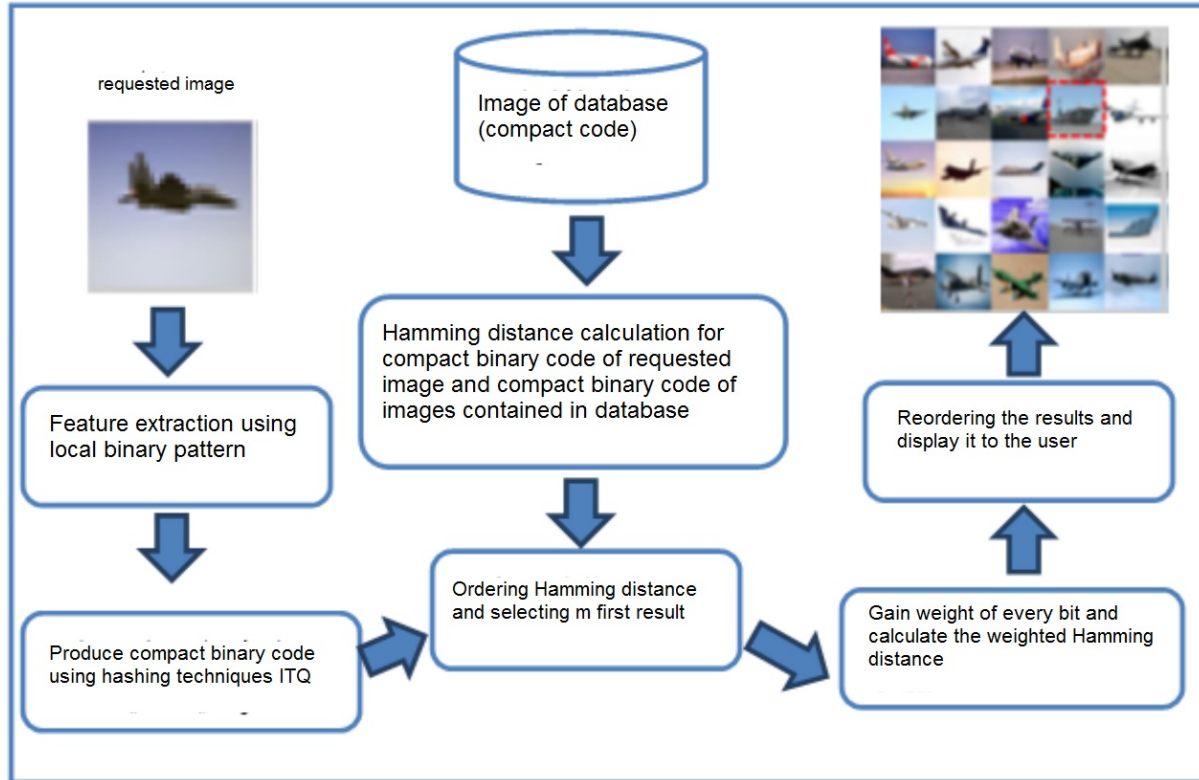 requested image
Feature extraction using
local binary pattern
Produce compact binary code
using hashing techniques ITQ
Image of database
(compact code)
Hamming distance calculation for
compact binary code of requested
image and compact binary code of
images contained in database
Ordering Hamming distance
and selecting m first result
Gain weight of every bit and
calculate the weighted Hamming
distance
Reordering the results and
display it to the user